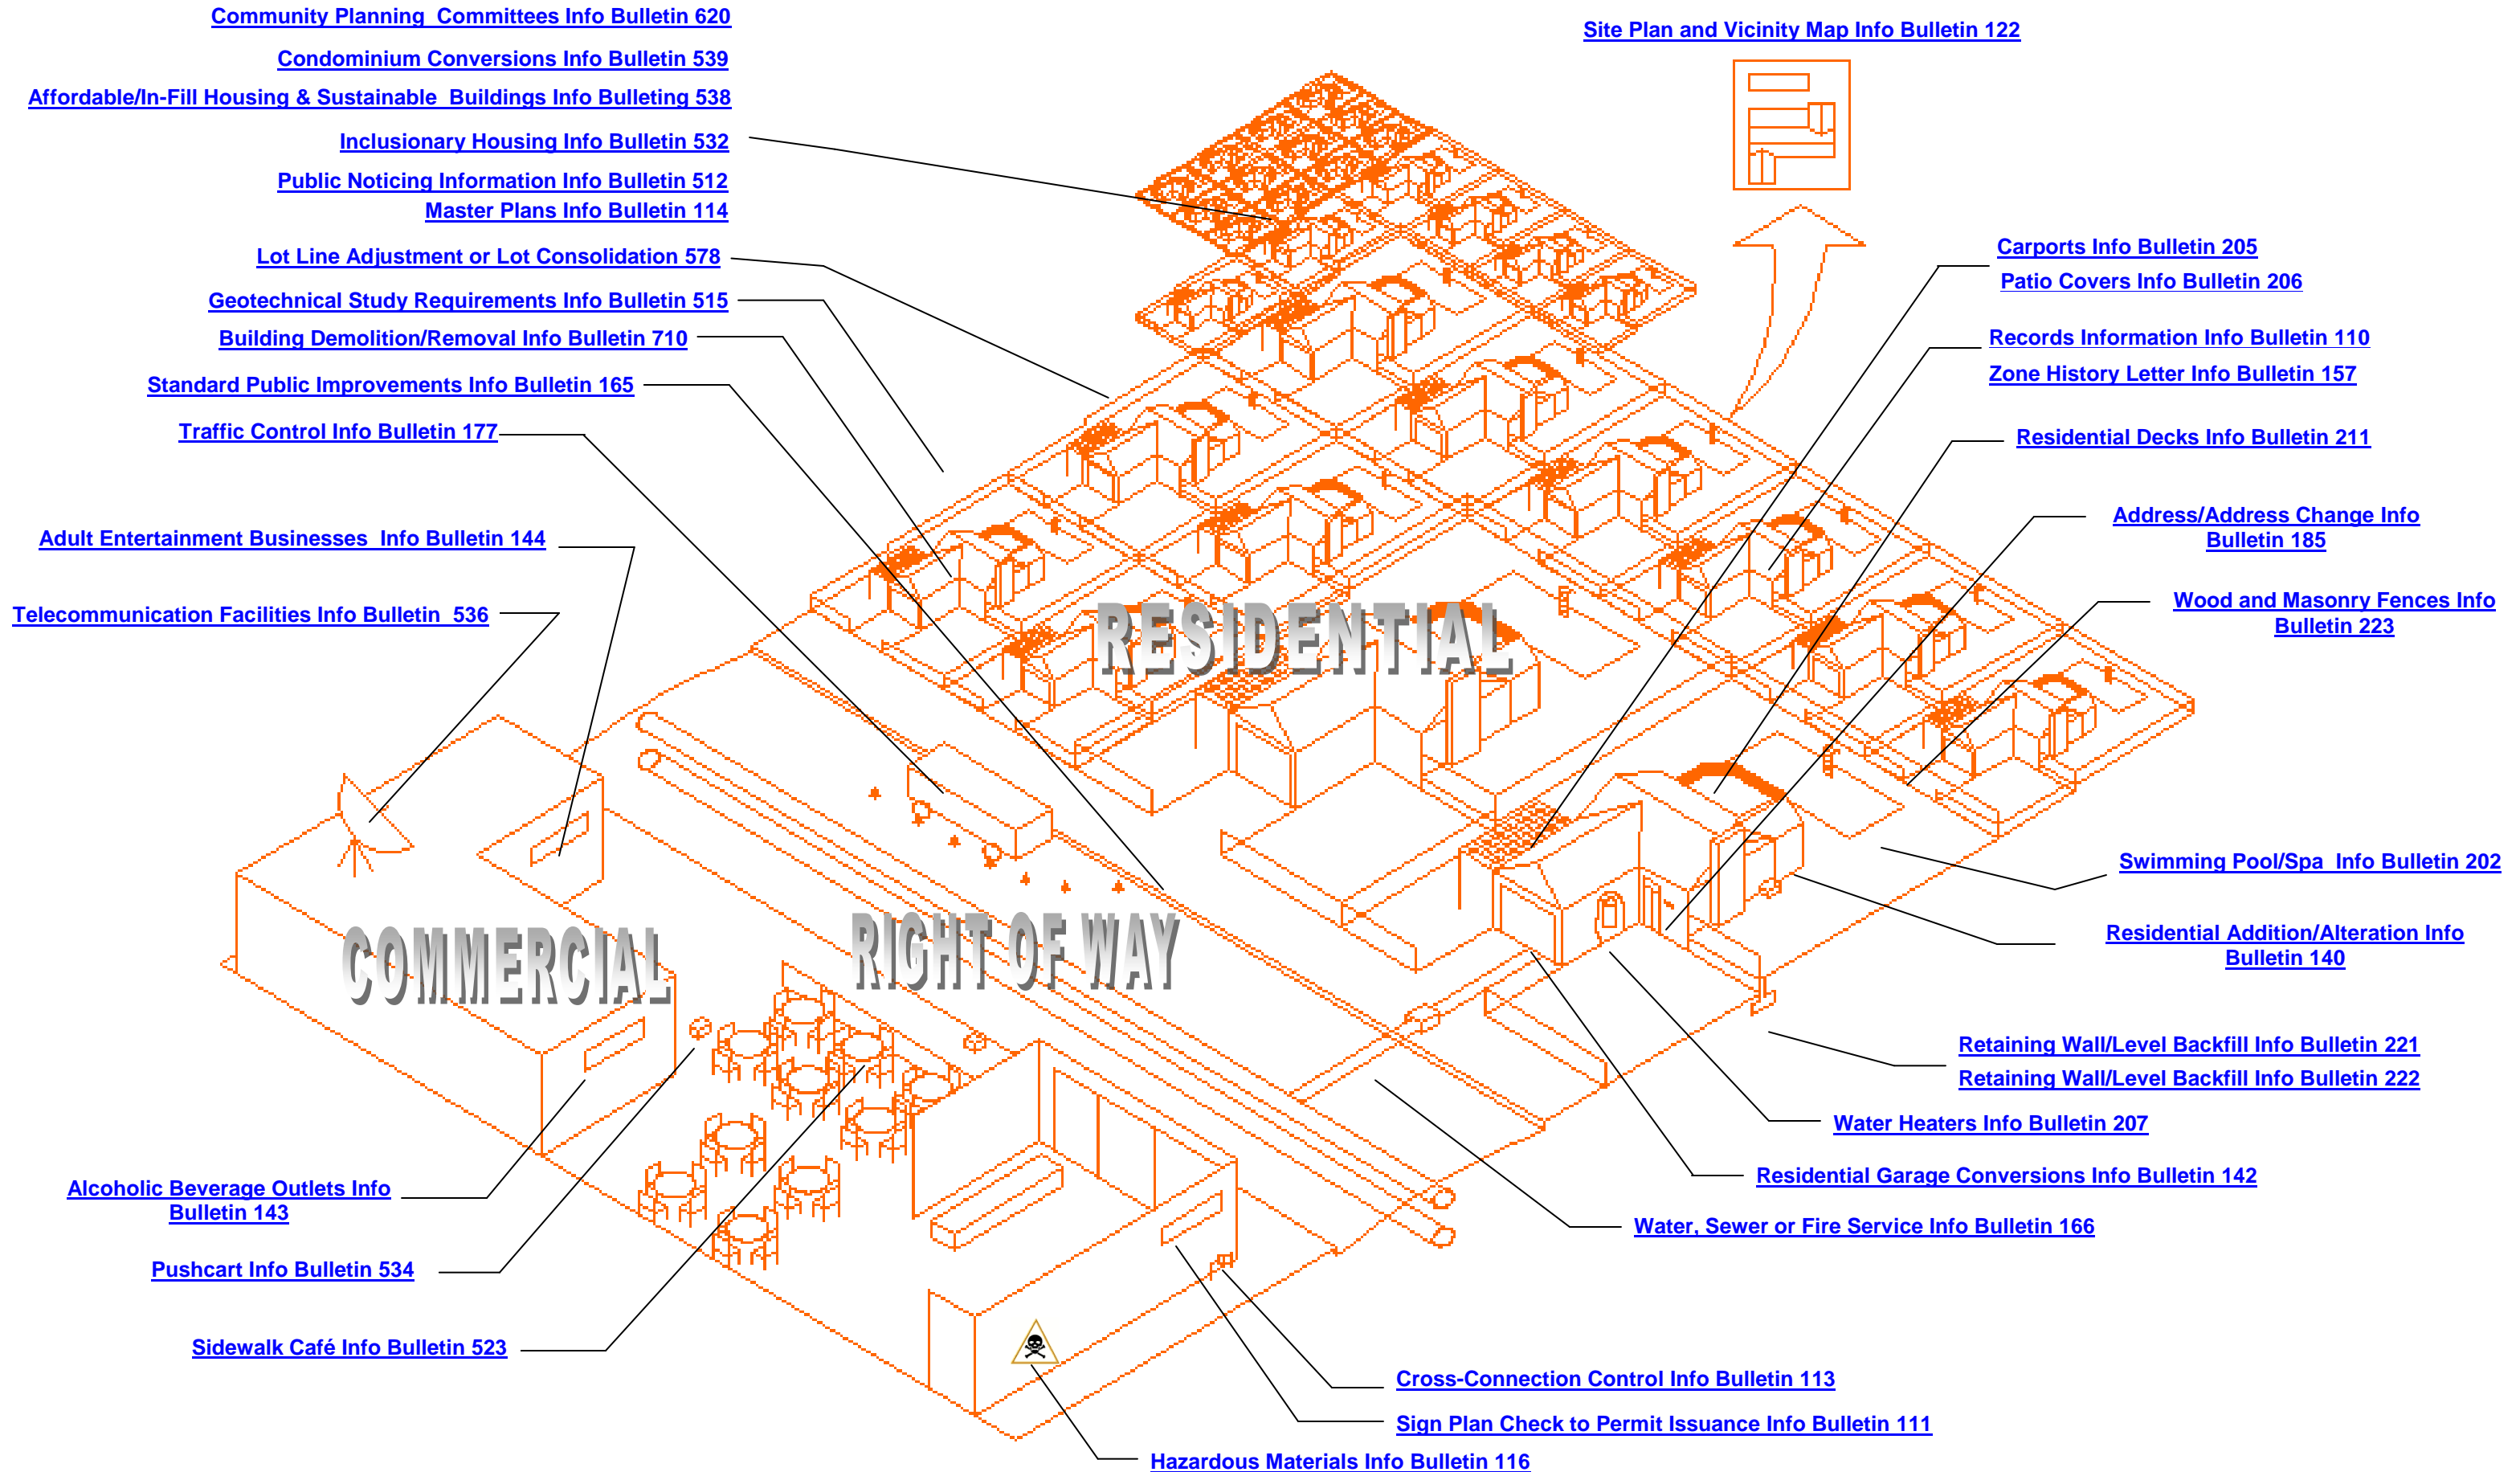 Community Planning  Committees Info Bulletin 620
Condominium Conversions Info Bulletin 539
Affordable/In-Fill Housing & Sustainable  Buildings Info Bulleting 538
Inclusionary Housing Info Bulletin 532
Public Noticing Information Info Bulletin 512
Master Plans Info Bulletin 114
Lot Line Adjustment or Lot Consolidation 578
Geotechnical Study Requirements Info Bulletin 515
Building Demolition/Removal Info Bulletin 710
Standard Public Improvements Info Bulletin 165
Traffic Control Info Bulletin 177
Adult Entertainment Businesses  Info Bulletin 144
Telecommunication Facilities Info Bulletin  536
Site Plan and Vicinity Map Info Bulletin 122
Carports Info Bulletin 205
Patio Covers Info Bulletin 206
Records Information Info Bulletin 110
Zone History Letter Info Bulletin 157
Residential Decks Info Bulletin 211
Address/Address Change Info
Bulletin 185
Wood and Masonry Fences Info
Bulletin 223
RESIDENTIAL
COMMERCIAL
RIGHT OF WAY
Swimming Pool/Spa  Info Bulletin 202
Residential Addition/Alteration Info
Bulletin 140
Retaining Wall/Level Backfill Info Bulletin 221
Retaining Wall/Level Backfill Info Bulletin 222
Water Heaters Info Bulletin 207
Residential Garage Conversions Info Bulletin 142
Water, Sewer or Fire Service Info Bulletin 166
Alcoholic Beverage Outlets Info
Bulletin 143
Pushcart Info Bulletin 534
Sidewalk Café Info Bulletin 523
Cross-Connection Control Info Bulletin 113
Sign Plan Check to Permit Issuance Info Bulletin 111
Hazardous Materials Info Bulletin 116